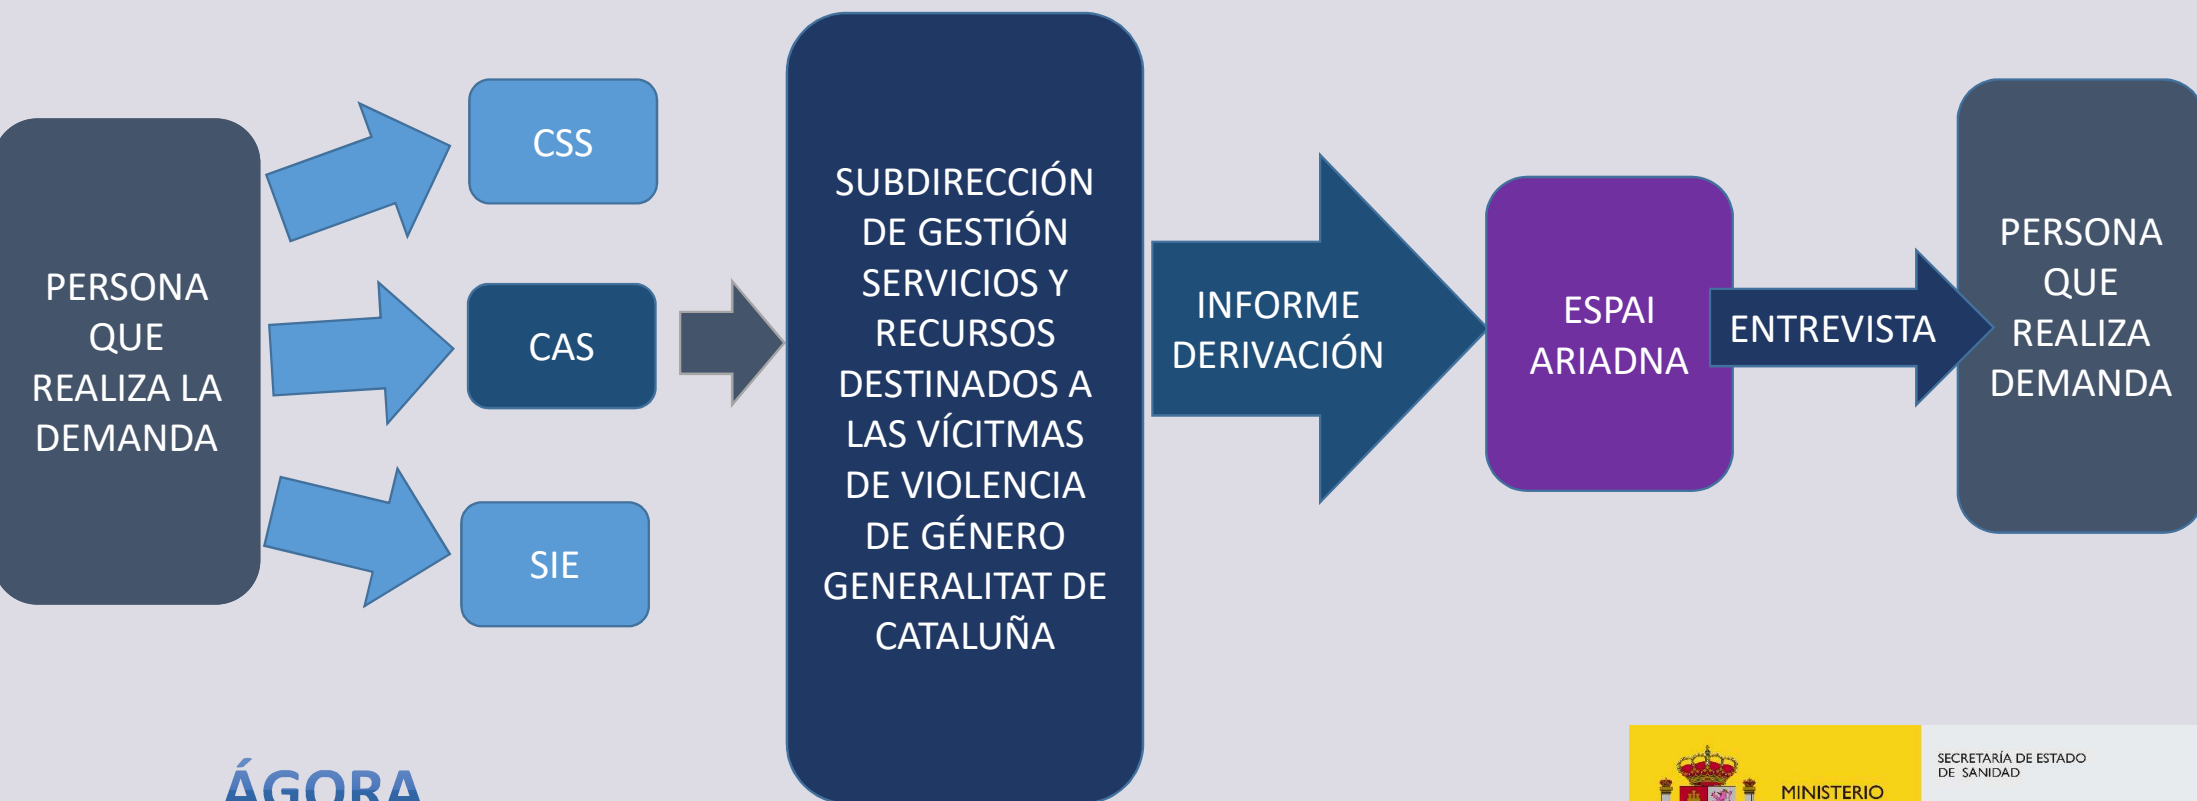 PERSONA
QUE
REALIZA LA
DEMANDA
CSS
CAS
SIE
SUBDIRECCIÓN
DE GESTIÓN
SERVICIOS Y
RECURSOS
DESTINADOS A
LAS VÍCITMAS
DE VIOLENCIA
DE GÉNERO
GENERALITAT DE
CATALUÑA
INFORME
DERIVACIÓN
ESPAI
ARIADNA
ENTREVISTA
PERSONA
QUE
REALIZA
DEMANDA
ÁGORA
MINISTERIO
SECRETARÍA DE ESTADO
DE SANIDAD